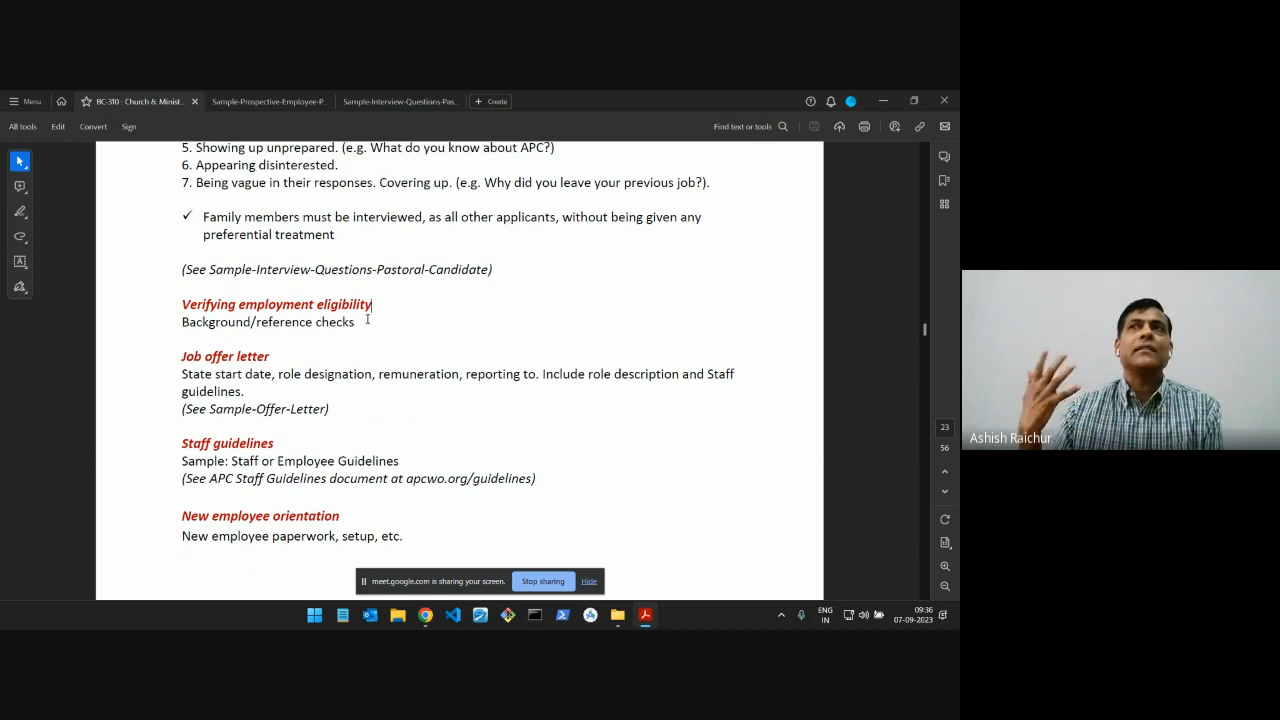 Menu
BC-310 : Church & Minist...
Sample-Prospective-Employee-P...
Sample-Interview-Questions-Pas...
Create
All tools
Edit
Convert
Sign
Find text or tools
5. Showing up unprepared. (e.g. What do you know about APC?)
6. Appearing disinterested.
7. Being vague in their responses. Covering up. (e.g. Why did you leave your previous job?).
✓ Family members must be interviewed, as all other applicants, without being given any
preferential treatment
(See Sample-Interview-Questions-Pastoral-Candidate)
Verifying employment eligibility
Background/reference checks
Job offer letter
State start date, role designation, remuneration, reporting to. Include role description and Staff
guidelines.
(See Sample-Offer-Letter)
Staff guidelines
Sample: Staff or Employee Guidelines
(See APC Staff Guidelines document at apcwo.org/guidelines)
New employee orientation
New employee paperwork, setup, etc.
23
56
meet.google.com is sharing your screen.
Stop sharing
Hide
ENG
IN
09:36
07-09-2023
Ashish Raichur